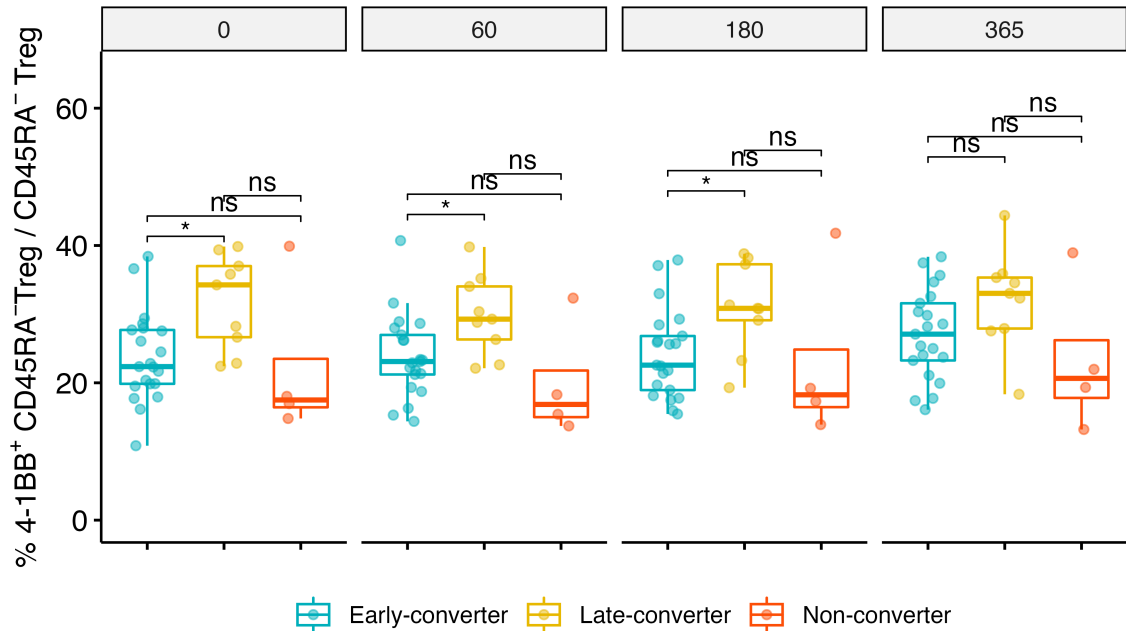 0 60 180 365
% 4-1BB⁺ CD45RA⁻Treg / CD45RA⁻ Treg
60
40
20
0
* ns ns
* ns ns
* ns ns
ns ns ns
Early-converter Late-converter Non-converter